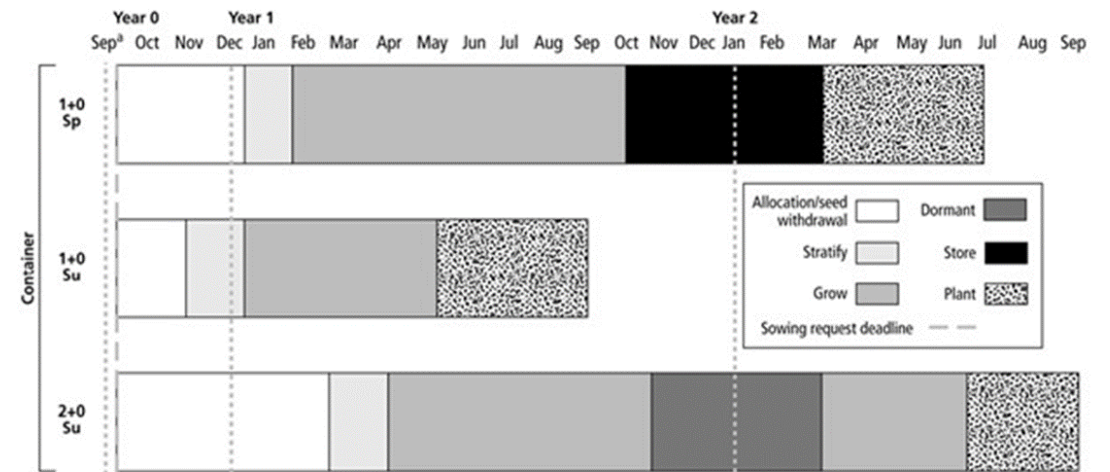 Year 0 Year 1 Year 2
Sepª Oct Nov Dec Jan Feb Mar Apr May Jun Jul Aug Sep Oct Nov Dec Jan Feb Mar Apr May Jun Jul Aug Sep
Container
1+0
Sp
1+0
Su
2+0
Su
Allocation/seed
withdrawal
Stratify
Grow
Dormant
Store
Plant
Sowing request deadline